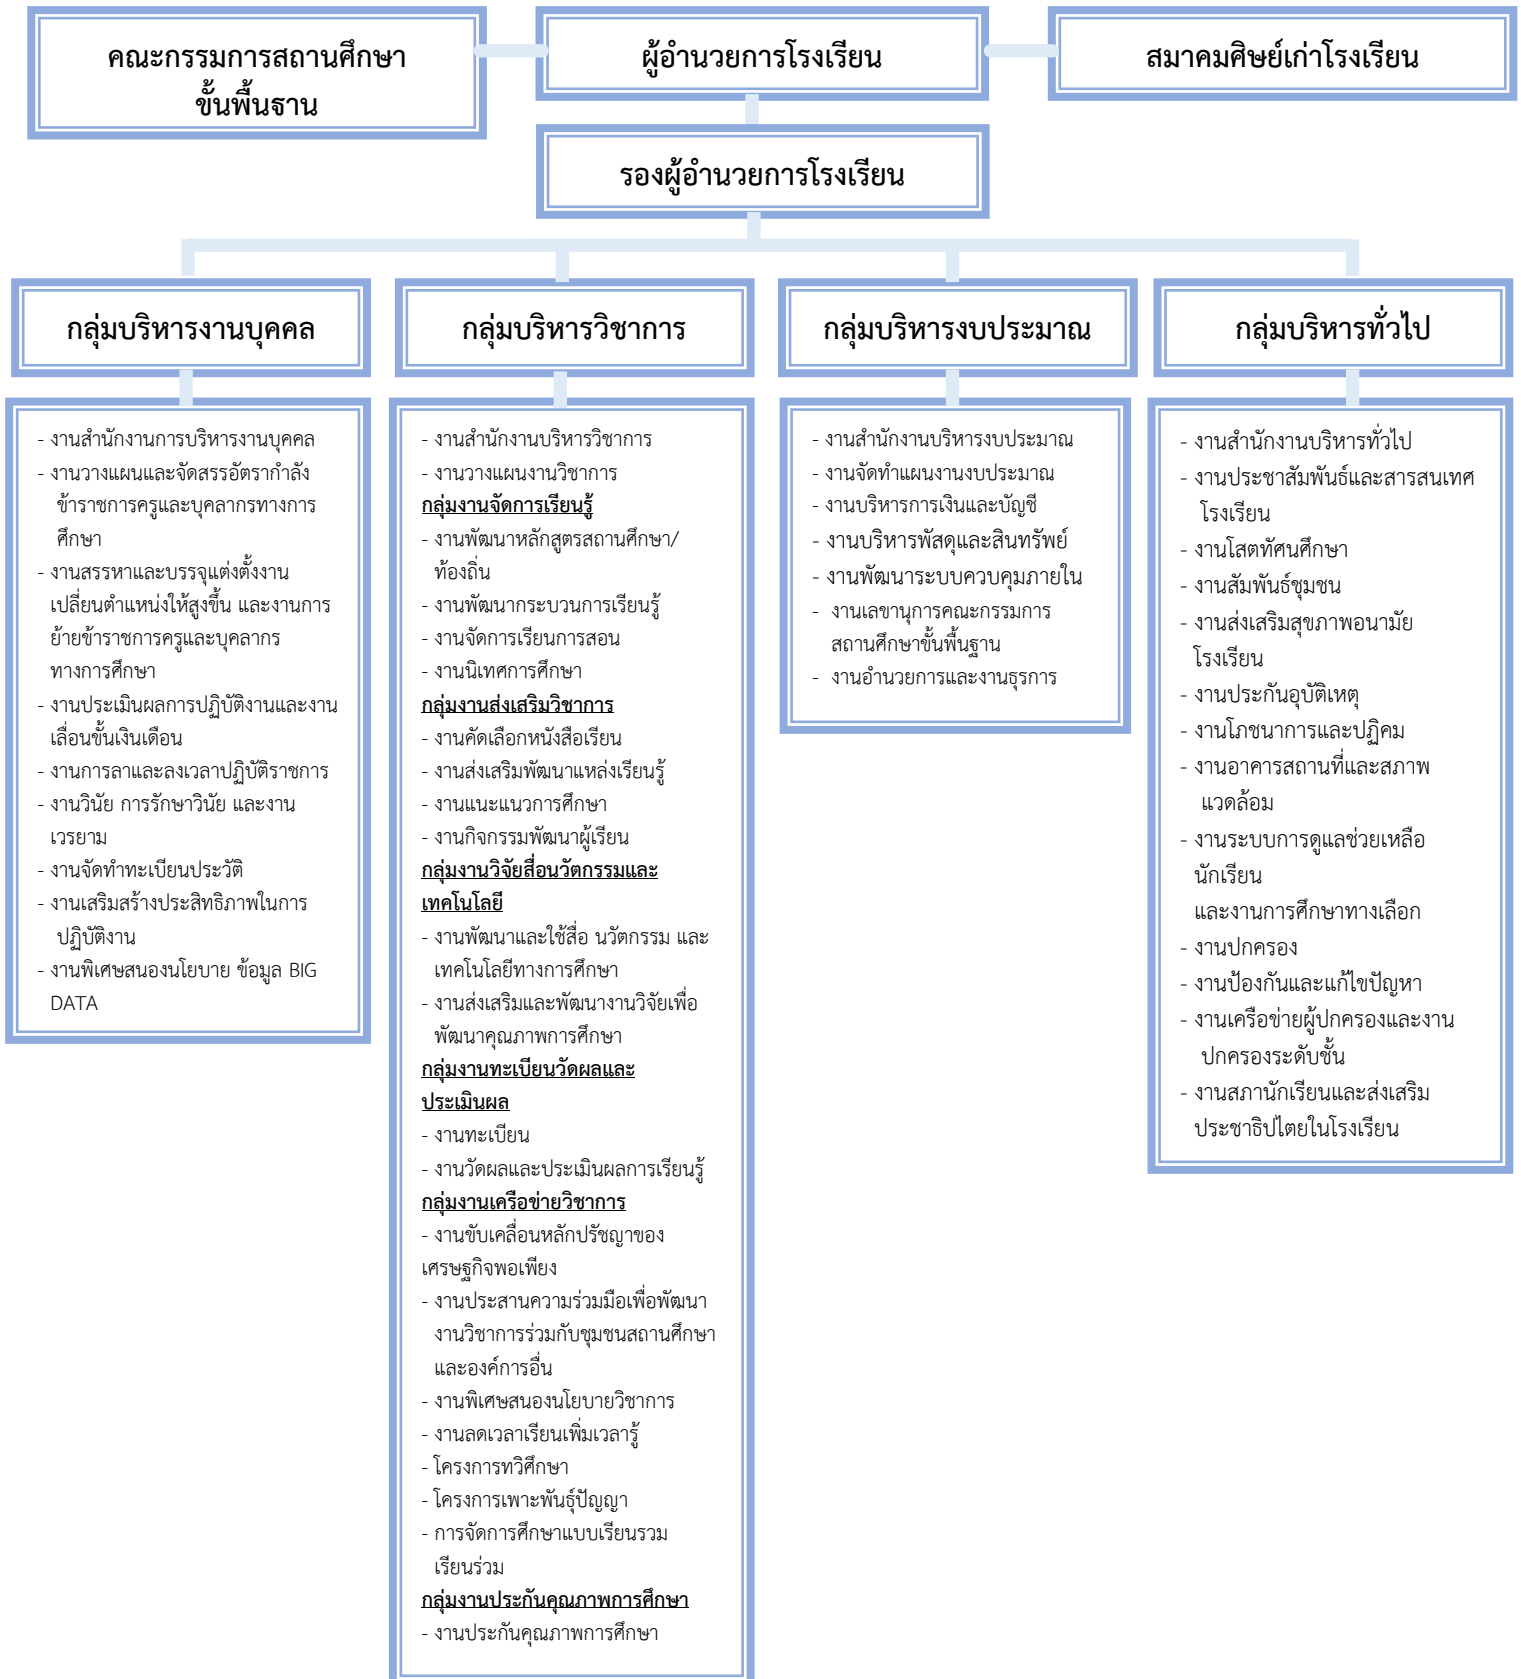 คณะกรรมการสถานศึกษา
ขั้นพื้นฐาน
ผู้อำนวยการโรงเรียน
สมาคมศิษย์เก่าโรงเรียน
รองผู้อำนวยการโรงเรียน
กลุ่มบริหารงานบุคคล
กลุ่มบริหารวิชาการ
กลุ่มบริหารงบประมาณ
กลุ่มบริหารทั่วไป
- งานสำนักงานการบริหารงานบุคคล
- งานวางแผนและจัดสรรอัตรากำลัง
ข้าราชการครูและบุคลากรทางการ
ศึกษา
- งานสรรหาและบรรจุแต่งตั้งงาน
เปลี่ยนตำแหน่งให้สูงขึ้น และงานการ
ย้ายข้าราชการครูและบุคลากร
ทางการศึกษา
- งานประเมินผลการปฏิบัติงานและงาน
เลื่อนขั้นเงินเดือน
- งานการลาและลงเวลาปฏิบัติราชการ
- งานวินัย การรักษาวินัย และงาน
เวรยาม
- งานจัดทำทะเบียนประวัติ
- งานเสริมสร้างประสิทธิภาพในการ
ปฏิบัติงาน
- งานพิเศษสนองนโยบาย ข้อมูล BIG
DATA
- งานสำนักงานบริหารวิชาการ
- งานวางแผนงานวิชาการ
กลุ่มงานจัดการเรียนรู้
- งานพัฒนาหลักสูตรสถานศึกษา/
ท้องถิ่น
- งานพัฒนากระบวนการเรียนรู้
- งานจัดการเรียนการสอน
- งานนิเทศการศึกษา
กลุ่มงานส่งเสริมวิชาการ
- งานคัดเลือกหนังสือเรียน
- งานส่งเสริมพัฒนาแหล่งเรียนรู้
- งานแนะแนวการศึกษา
- งานกิจกรรมพัฒนาผู้เรียน
กลุ่มงานวิจัยสื่อนวัตกรรมและ
เทคโนโลยี
- งานพัฒนาและใช้สื่อ นวัตกรรม และ
เทคโนโลยีทางการศึกษา
- งานส่งเสริมและพัฒนางานวิจัยเพื่อ
พัฒนาคุณภาพการศึกษา
กลุ่มงานทะเบียนวัดผลและ
ประเมินผล
- งานทะเบียน
- งานวัดผลและประเมินผลการเรียนรู้
กลุ่มงานเครือข่ายวิชาการ
- งานขับเคลื่อนหลักปรัชญาของ
เศรษฐกิจพอเพียง
- งานประสานความร่วมมือเพื่อพัฒนา
งานวิชาการร่วมกับชุมชนสถานศึกษา
และองค์การอื่น
- งานพิเศษสนองนโยบายวิชาการ
- งานลดเวลาเรียนเพิ่มเวลารู้
- โครงการทวิศึกษา
- โครงการเพาะพันธุ์ปัญญา
- การจัดการศึกษาแบบเรียนรวม
เรียนร่วม
กลุ่มงานประกันคุณภาพการศึกษา
- งานประกันคุณภาพการศึกษา
- งานสำนักงานบริหารงบประมาณ
- งานจัดทำแผนงานงบประมาณ
- งานบริหารการเงินและบัญชี
- งานบริหารพัสดุและสินทรัพย์
- งานพัฒนาระบบควบคุมภายใน
- งานเลขานุการคณะกรรมการ
สถานศึกษาขั้นพื้นฐาน
- งานอำนวยการและงานธุรการ
- งานสำนักงานบริหารทั่วไป
- งานประชาสัมพันธ์และสารสนเทศ
โรงเรียน
- งานโสตทัศนศึกษา
- งานสัมพันธ์ชุมชน
- งานส่งเสริมสุขภาพอนามัย
โรงเรียน
- งานประกันอุบัติเหตุ
- งานโภชนาการและปฏิคม
- งานอาคารสถานที่และสภาพ
แวดล้อม
- งานระบบการดูแลช่วยเหลือ
นักเรียน
และงานการศึกษาทางเลือก
- งานปกครอง
- งานป้องกันและแก้ไขปัญหา
- งานเครือข่ายผู้ปกครองและงาน
ปกครองระดับชั้น
- งานสภานักเรียนและส่งเสริม
ประชาธิปไตยในโรงเรียน